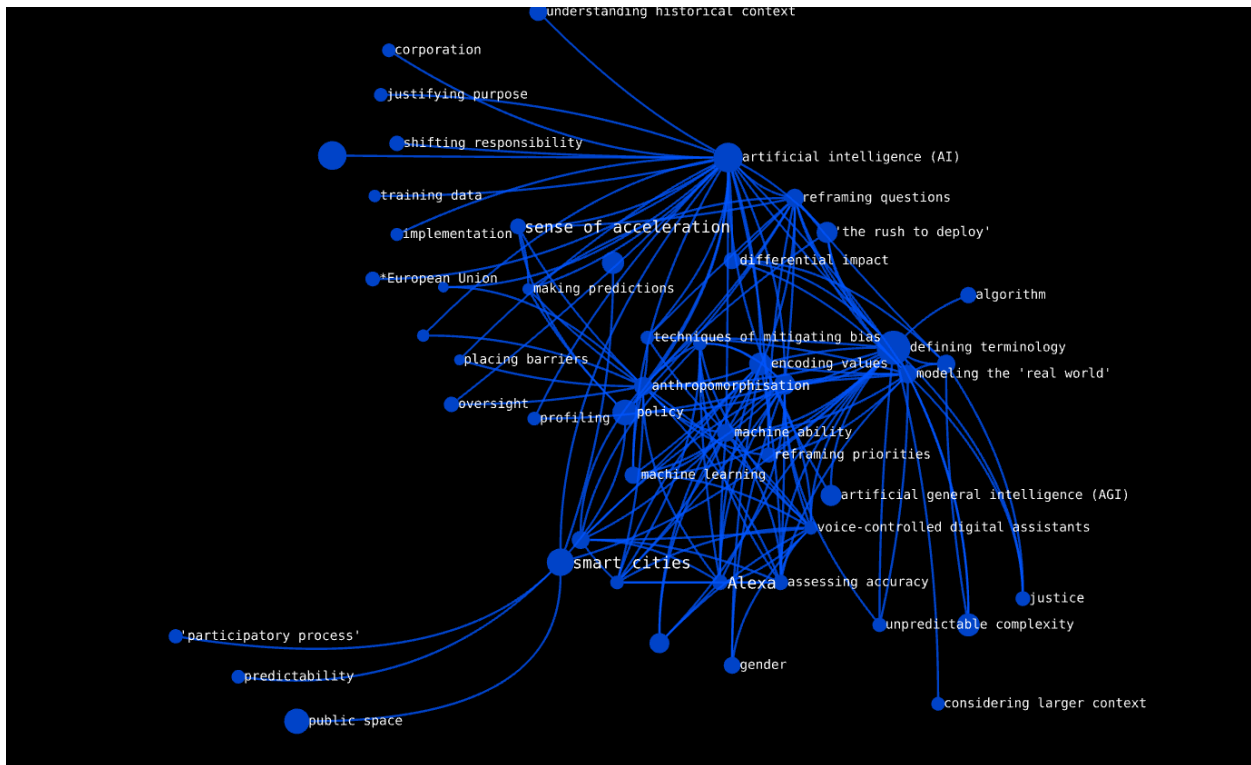 understanding historical context
corporation
justifying purpose
shifting responsibility
artificial intelligence (AI)
training data
reframing questions
sense of acceleration
'the rush to deploy'
implementation
differential impact
*European Union
making predictions
algorithm
techniques of mitigating bias
defining terminology
placing barriers
encoding values
modeling the 'real world'
anthropomorphisation
oversight
profiling
policy
machine ability
reframing priorities
machine learning
artificial general intelligence (AGI)
voice-controlled digital assistants
smart cities
Alexa
assessing accuracy
justice
unpredictable complexity
'participatory process'
gender
predictability
considering larger context
public space